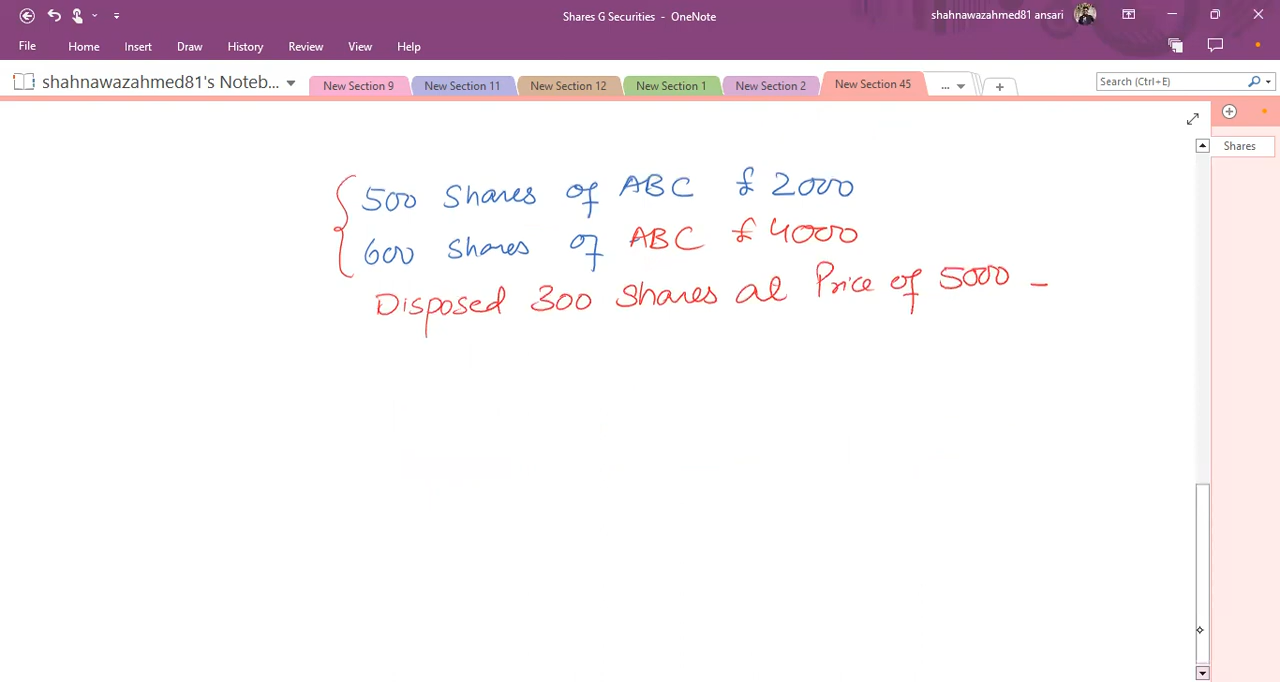 Shares G Securities - OneNote
shahnawazahmed81 ansari
File Home Insert Draw History Review View Help
shahnawazahmed81's Noteb... New Section 9 New Section 11 New Section 12 New Section 1 New Section 2 New Section 45 ... Search (Ctrl+E)
Shares
500 Shares of ABC £ 2000
600 Shares of ABC £ 4000
Disposed 300 Shares at Price of 5000 -